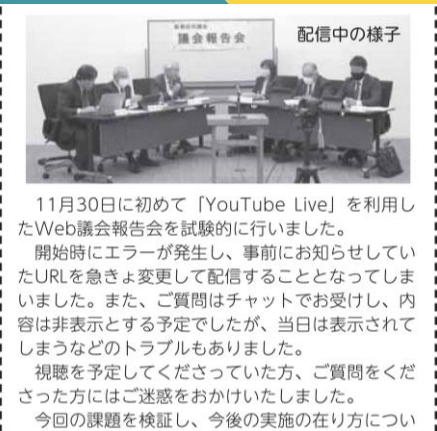 配信中の様子
議会報告会
　11月30日に初めて「YouTube Live」を利用し
たWeb議会報告会を試験的に行いました。
　開始時にエラーが発生し、事前にお知らせしてい
たURLを急きょ変更して配信することとなってしま
いました。また、ご質問はチャットでお受けし、内
容は非表示とする予定でしたが、当日は表示されて
しまうなどのトラブルもありました。
　視聴を予定してくださっていた方、ご質問をくだ
さった方にはご迷惑をおかけいたしました。
　今回の課題を検証し、今後の実施の在り方につい